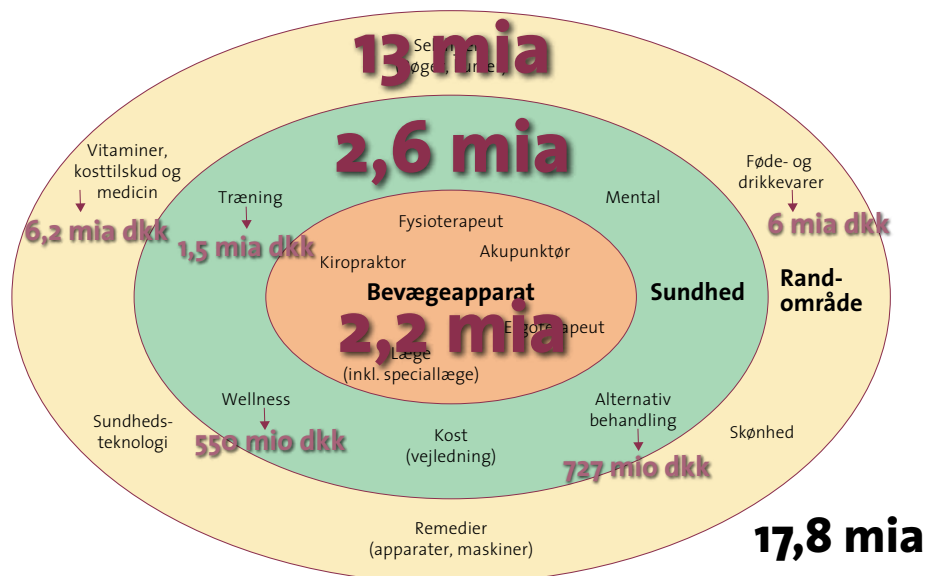 13 mia
2,6 mia
Vitaminer,
kosttilskud og
medicin
6,2 mia dkk
Træning
1,5 mia dkk
Mental
Føde- og
drikkevarer
6 mia dkk
Fysioterapeut
Akupunktør
Kiropraktor
Bevægeapparat
2,2 mia
Ergoterapeut
Læge
(inkl. speciallæge)
Sundhed
Rand-
område
Wellness
550 mio dkk
Alternativ
behandling
727 mio dkk
Kost
(vejledning)
Sundheds-
teknologi
Skønhed
Remedier
(apparater, maskiner)
17,8 mia